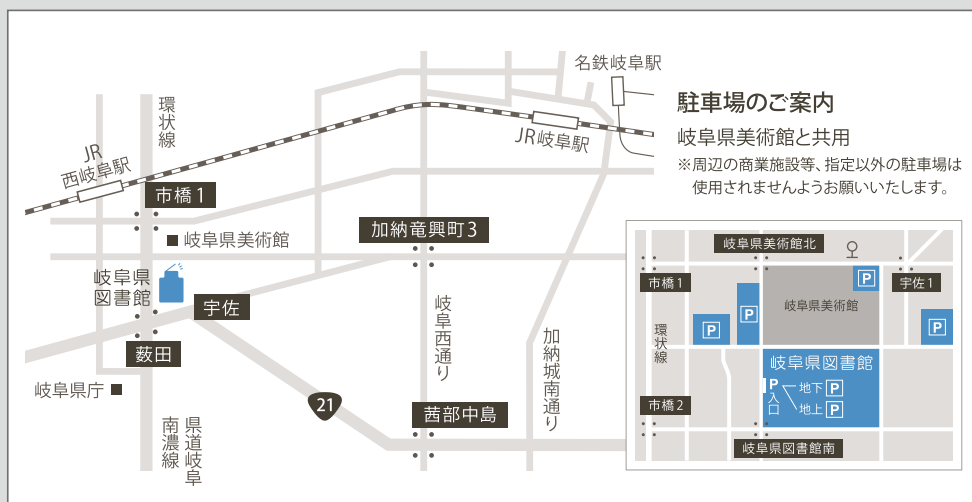 名鉄岐阜駅
JR岐阜駅
環状線
JR
西岐阜駅
市橋1
岐阜県美術館
加納竜興町3
岐阜県
図書館
宇佐
薮田
岐阜県庁
21
岐阜西通り
加納城南通り
茜部中島
県道岐阜
南濃線
駐車場のご案内
岐阜県美術館と共用
※周辺の商業施設等、指定以外の駐車場は
使用されませんようお願いいたします。
岐阜県美術館北
市橋1
宇佐1
P
岐阜県美術館
P
P
P
環状線
岐阜県図書館
P入口
地下P
地上P
市橋2
岐阜県図書館南